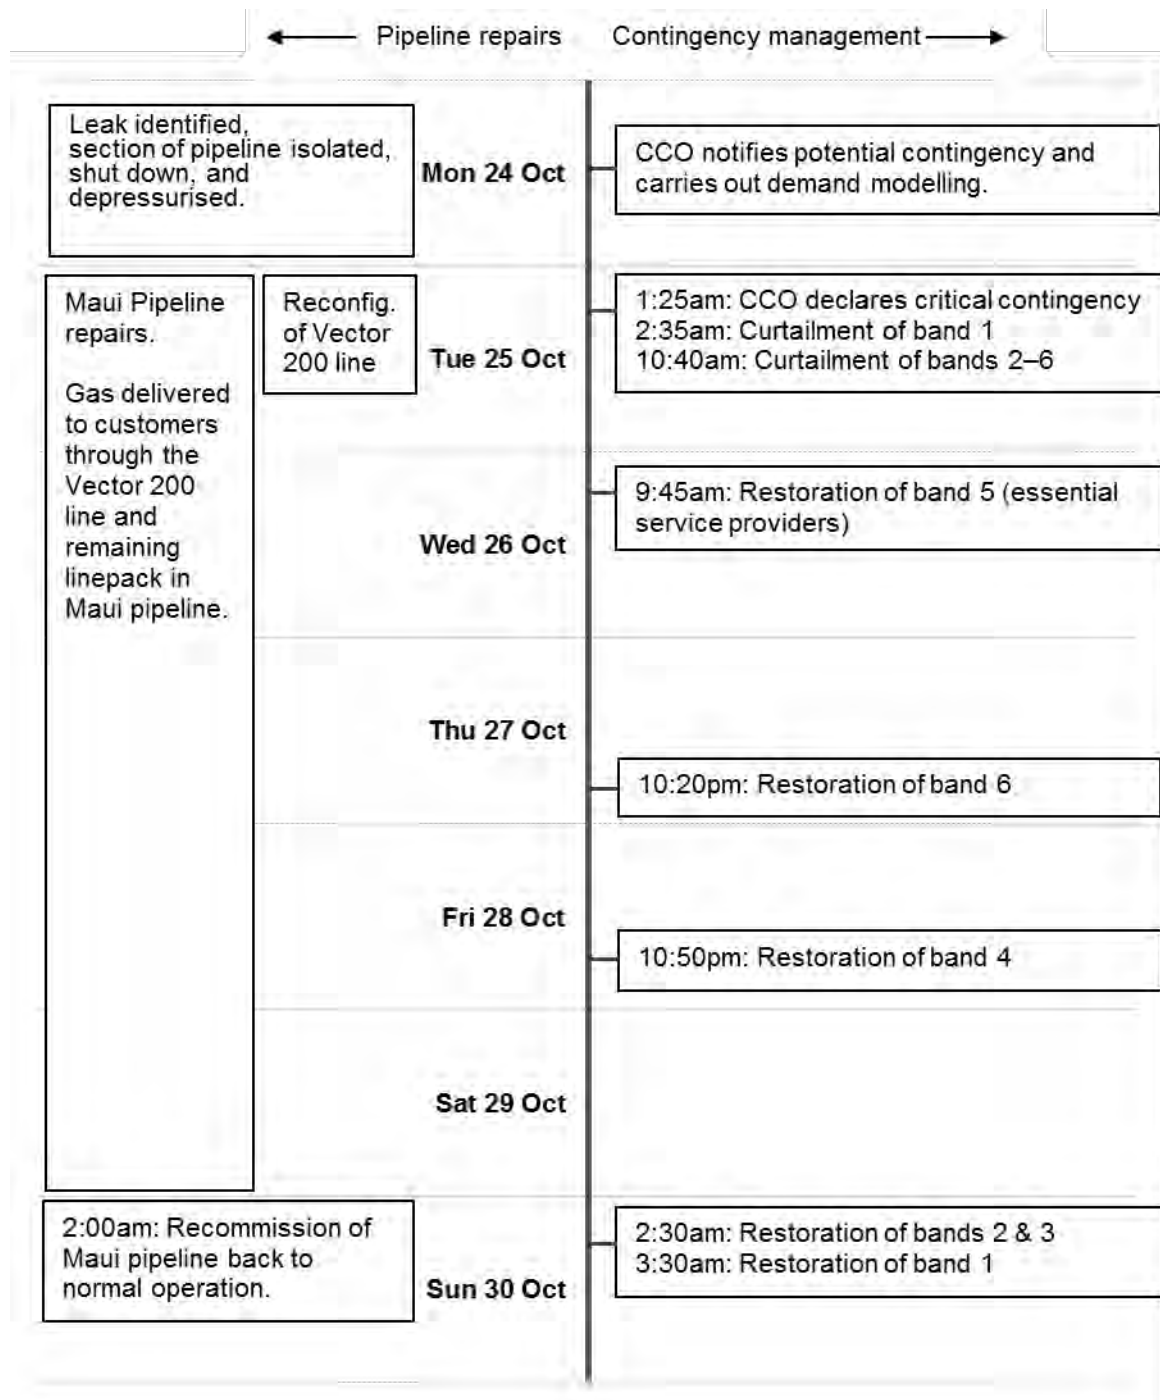 Pipeline repairs Contingency management
Leak identified,
section of pipeline isolated,
shut down, and
depressurised.
Mon 24 Oct
CCO notifies potential contingency and
carries out demand modelling.
Maui Pipeline
repairs.
Gas delivered
to customers
through the
Vector 200
line and
remaining
linepack in
Maui pipeline.
Reconfig.
of Vector
200 line
Tue 25 Oct
1:25am: CCO declares critical contingency
2:35am: Curtailment of band 1
10:40am: Curtailment of bands 2–6
Wed 26 Oct
9:45am: Restoration of band 5 (essential
service providers)
Thu 27 Oct
10:20pm: Restoration of band 6
Fri 28 Oct
10:50pm: Restoration of band 4
Sat 29 Oct
2:00am: Recommission of
Maui pipeline back to
normal operation.
Sun 30 Oct
2:30am: Restoration of bands 2 & 3
3:30am: Restoration of band 1